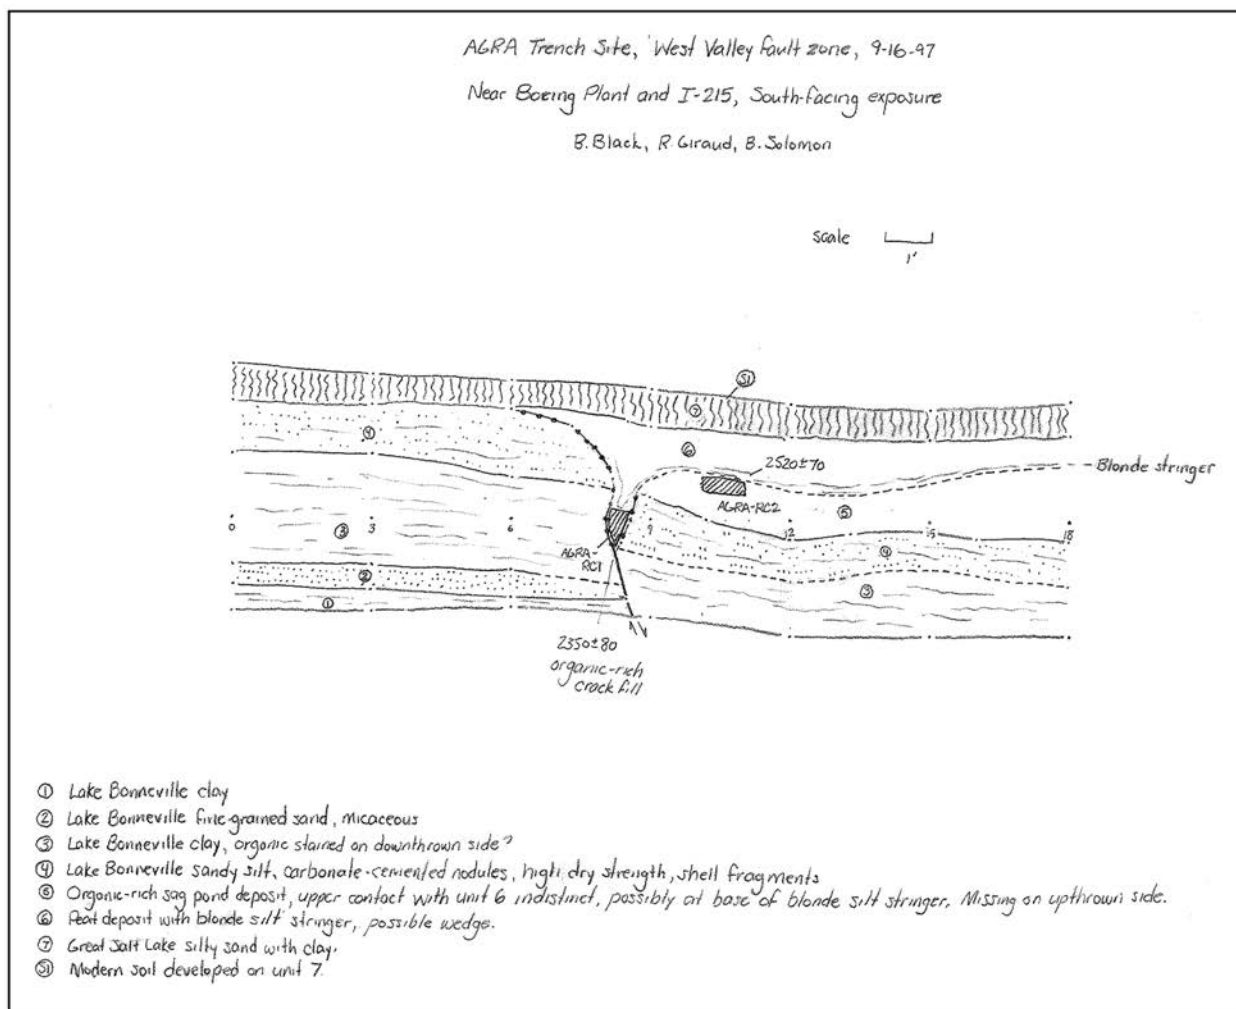 AGRA Trench Site, West Valley fault zone, 9-16-97
Near Boeing Plant and I-215, South-facing exposure
B. Black, R. Giraud, B. Solomon
scale
1'
S1
7
4
6
2520±70
Blonde stringer
AGRA-RC2
5
0
3
3
6
9
12
15
18
AGRA-
RC1
4
2
3
1
2350±80
organic-rich
crack fill
① Lake Bonneville clay
② Lake Bonneville fine-grained sand, micaceous
③ Lake Bonneville clay, organic stained on downthrown side?
④ Lake Bonneville sandy silt, carbonate-cemented nodules, high dry strength, shell fragments
⑤ Organic-rich sag pond deposit, upper contact with unit 6 indistinct, possibly at base of blonde silt stringer, Missing on upthrown side.
⑥ Peat deposit with blonde silt stringer, possible wedge.
⑦ Great Salt Lake silty sand with clay.
S1 Modern soil developed on unit 7.